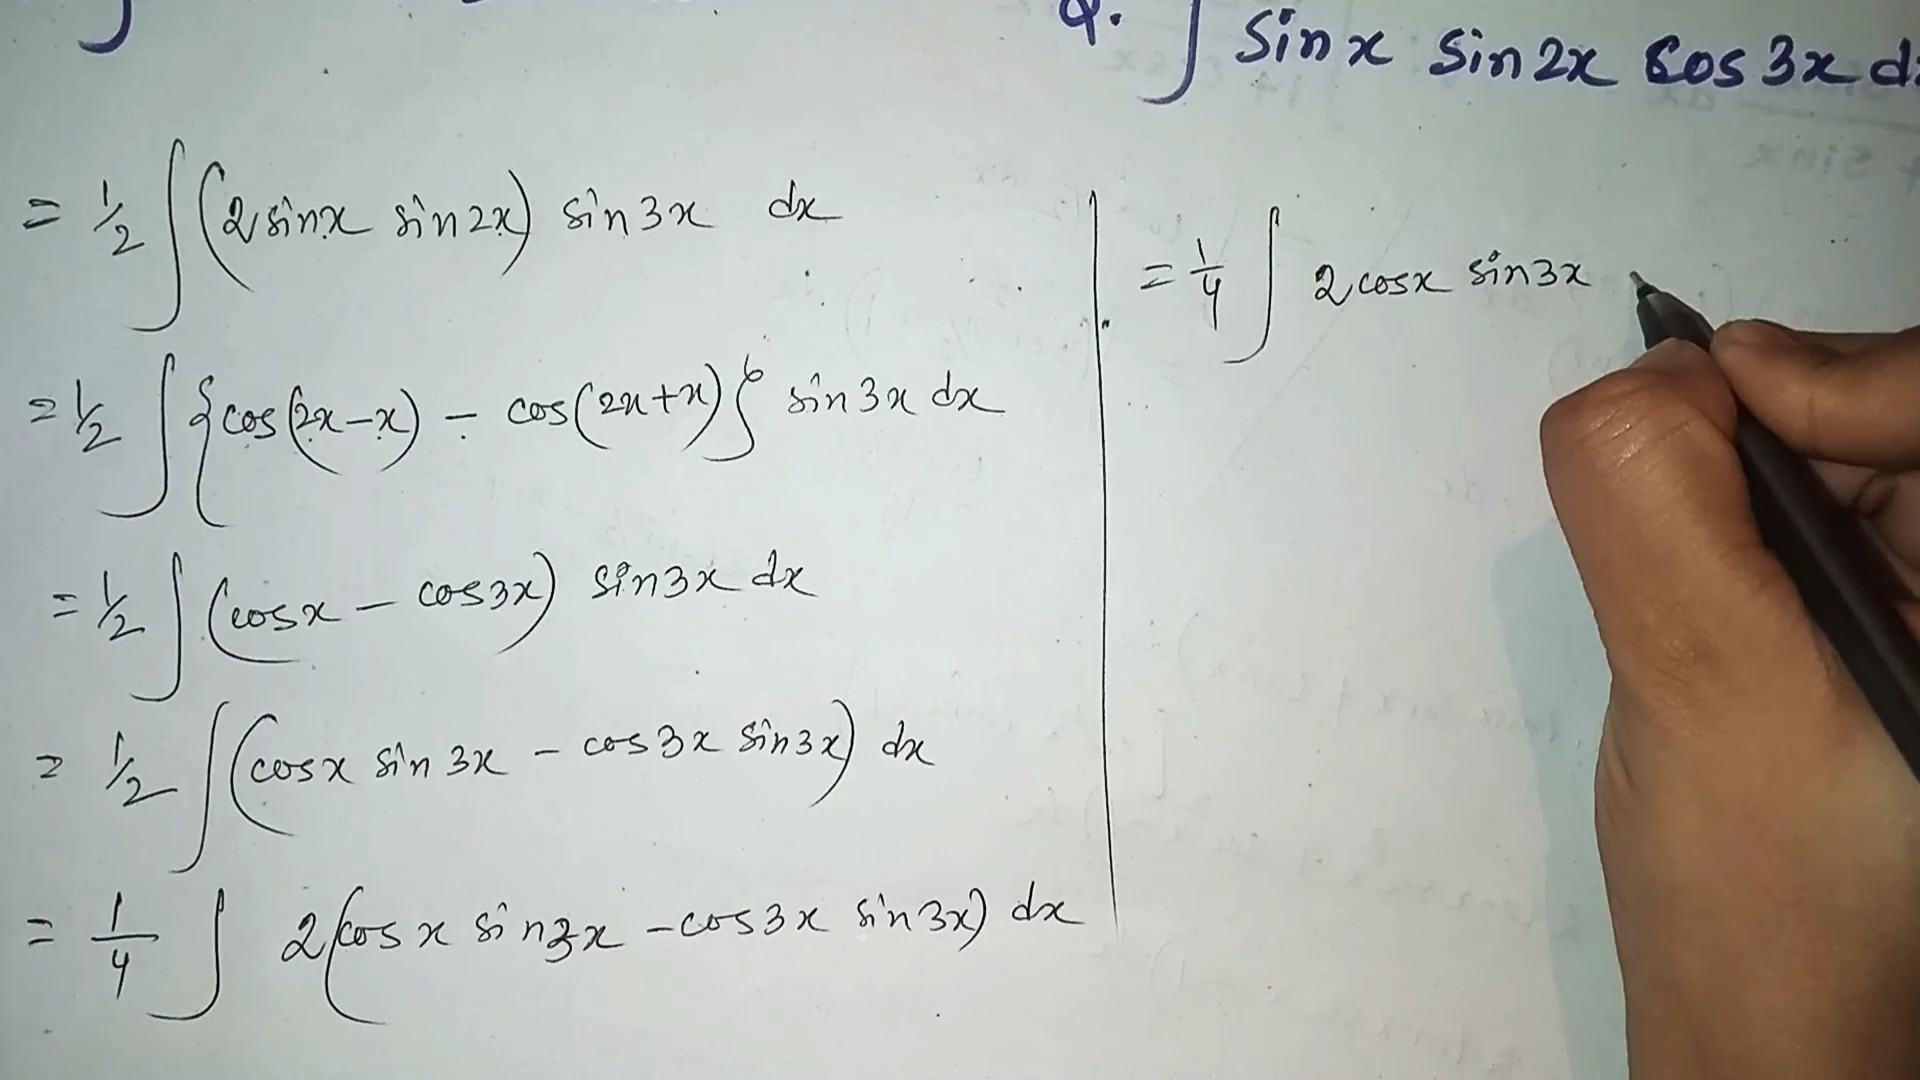 Q. ∫ sin x sin 2x cos 3x d
= 1/2 ∫ (2 sin x sin 2x) sin 3x dx
= 1/2 ∫ {cos(2x-x) - cos(2x+x)} sin 3x dx
= 1/2 ∫ (cos x - cos 3x) sin 3x dx
= 1/2 ∫ (cos x sin 3x - cos 3x sin 3x) dx
= 1/4 ∫ 2(cos x sin 3x - cos 3x sin 3x) dx
= 1/4 ∫ 2 cos x sin 3x